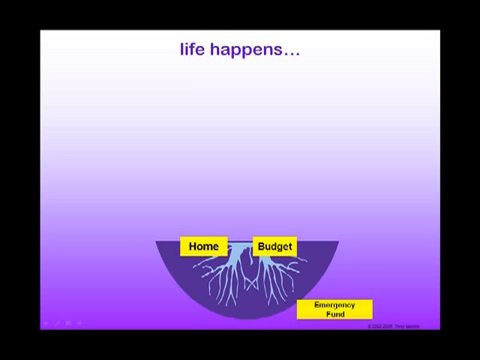 life happens…
Home
Budget
Emergency
Fund